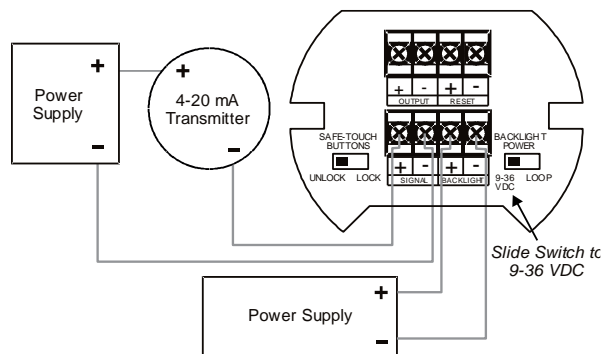 +
+
Power
Supply
4-20 mA
Transmitter
-
-
+ - + -
OUTPUT RESET
SAFE-TOUCH
BUTTONS
BACKLIGHT
POWER
UNLOCK LOCK
+ - + -
SIGNAL BACKLIGHT
9-36
VDC
LOOP
Slide Switch to
9-36 VDC
+
Power Supply
-